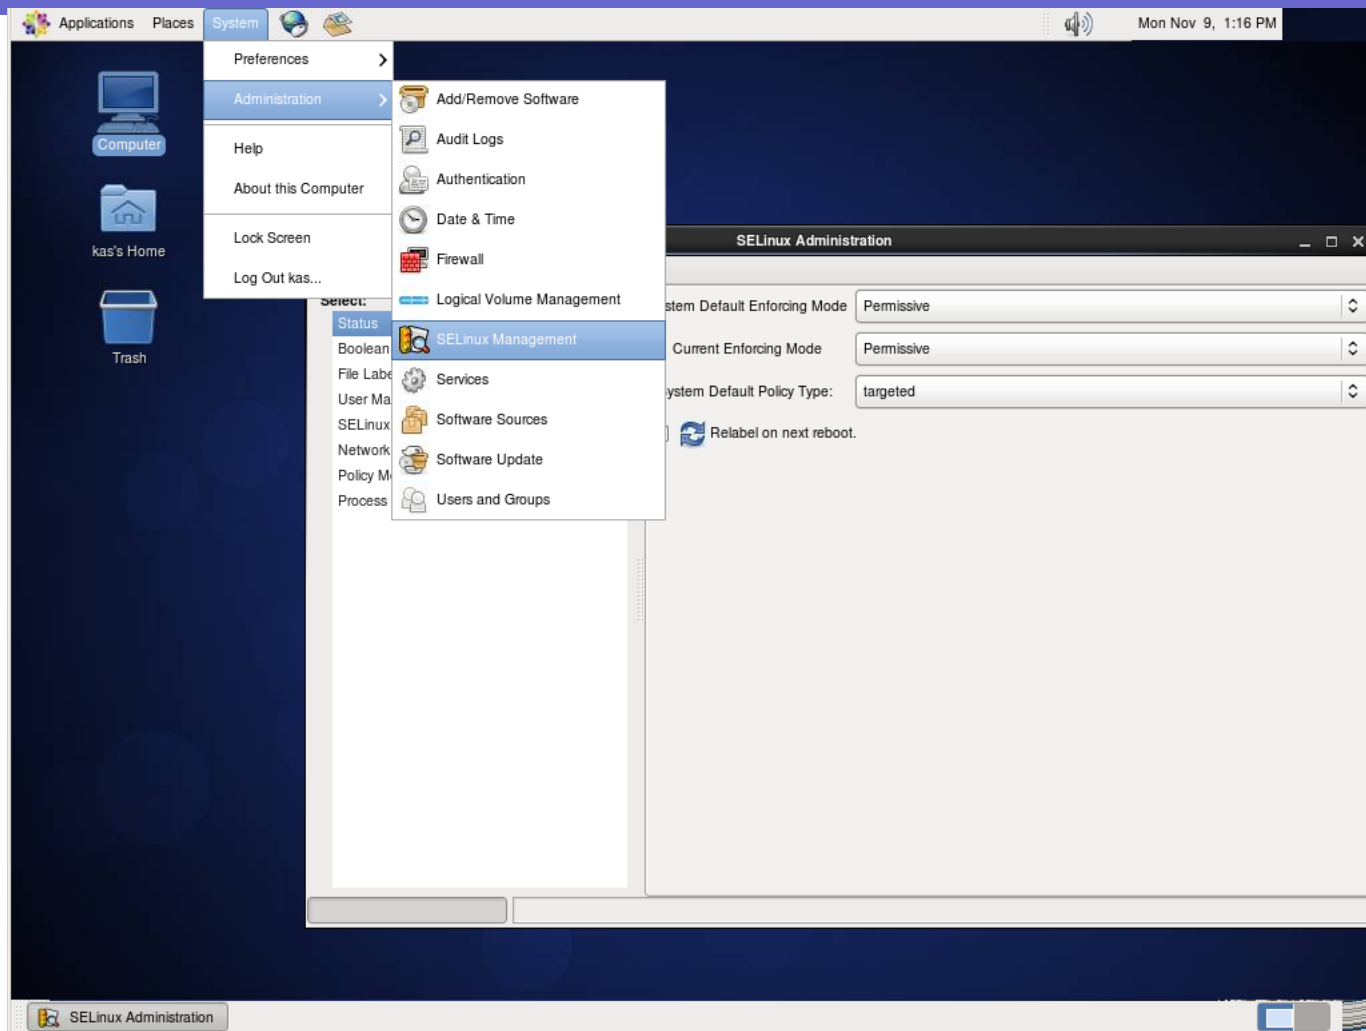 Applications Places System
Mon Nov 9, 1:16 PM
Preferences
Administration
Help
About this Computer
Lock Screen
Log Out kas...
Add/Remove Software
Audit Logs
Authentication
Date & Time
Firewall
Logical Volume Management
SELinux Management
Services
Software Sources
Software Update
Users and Groups
Computer
kas's Home
Trash
SELinux Administration
Select:
Status
Boolean
File Labe
User Ma
SELinux
Network
Policy M
Process
stem Default Enforcing Mode Permissive
Current Enforcing Mode Permissive
ystem Default Policy Type: targeted
Relabel on next reboot.
SELinux Administration